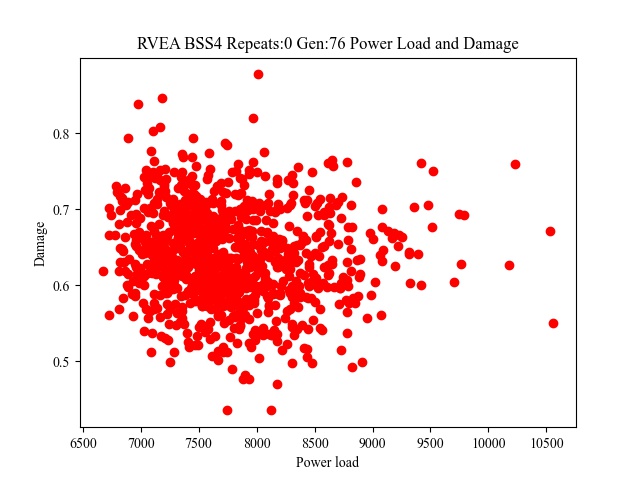 RVEA BSS4 Repeats:0 Gen:76 Power Load and Damage
0.8
0.7
0.6
0.5
Damage
6500 7000 7500 8000 8500 9000 9500 10000 10500
Power load